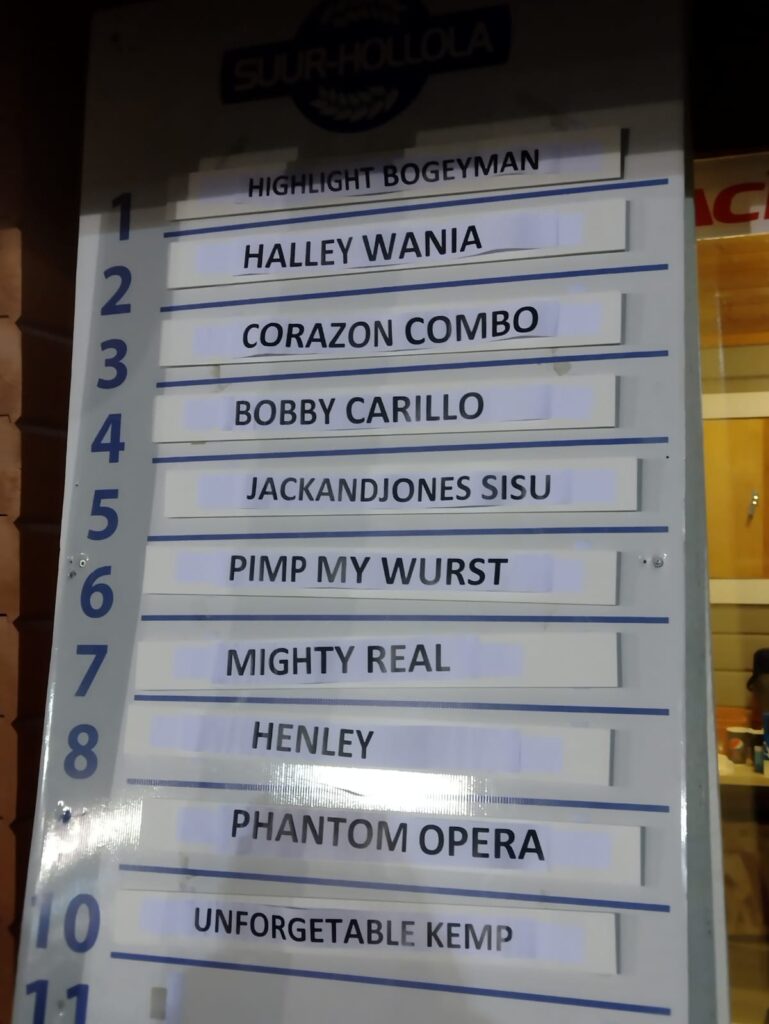 SUUR-HOLLOLA
1 HIGHLIGHT BOGEYMAN
2 HALLEY WANIA
3 CORAZON COMBO
4 BOBBY CARILLO
5 JACKANDJONES SISU
6 PIMP MY WURST
7 MIGHTY REAL
8 HENLEY
PHANTOM OPERA
10 UNFORGETABLE KEMP
11